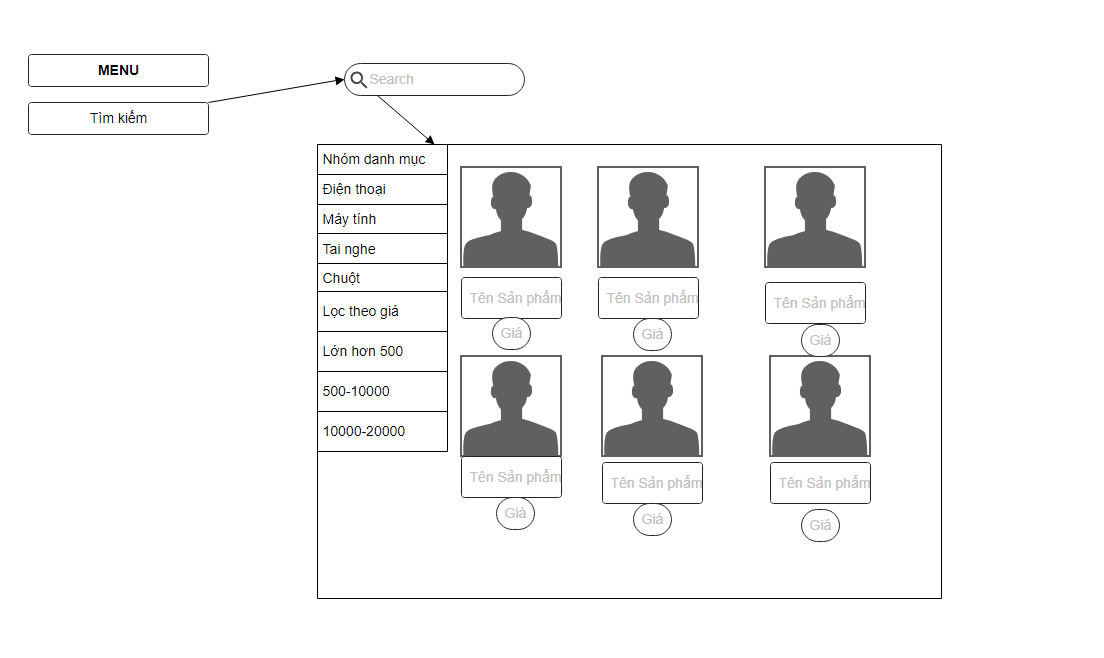 MENU
Tìm kiếm
Search
Nhóm danh mục
Điện thoại
Máy tính
Tai nghe
Chuột
Lọc theo giá
Lớn hơn 500
500-10000
10000-20000
Tên Sản phẩm
Tên Sản phẩm
Tên Sản phẩm
Giá
Giá
Giá
Tên Sản phẩm
Tên Sản phẩm
Tên Sản phẩm
Giá
Giá
Giá